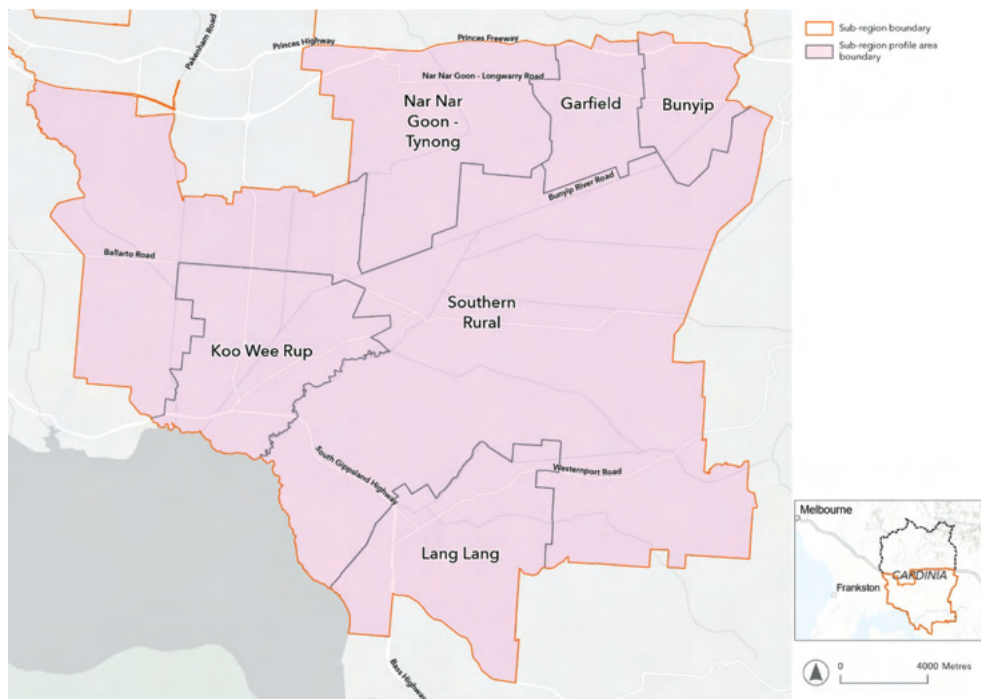 Pakenham Road
Princes Highway
Princes Freeway
Sub-region boundary
Sub-region profile area
boundary
Nar Nar Goon - Longwarry Road
Nar Nar
Goon -
Tynong
Garfield
Bunyip
Bunyip River Road
Ballarto Road
Southern
Rural
Koo Wee Rup
South Gippsland Highway
Westernport Road
Lang Lang
Bass Highway
Melbourne
CARDINIA
Frankston
0
4000 Metres